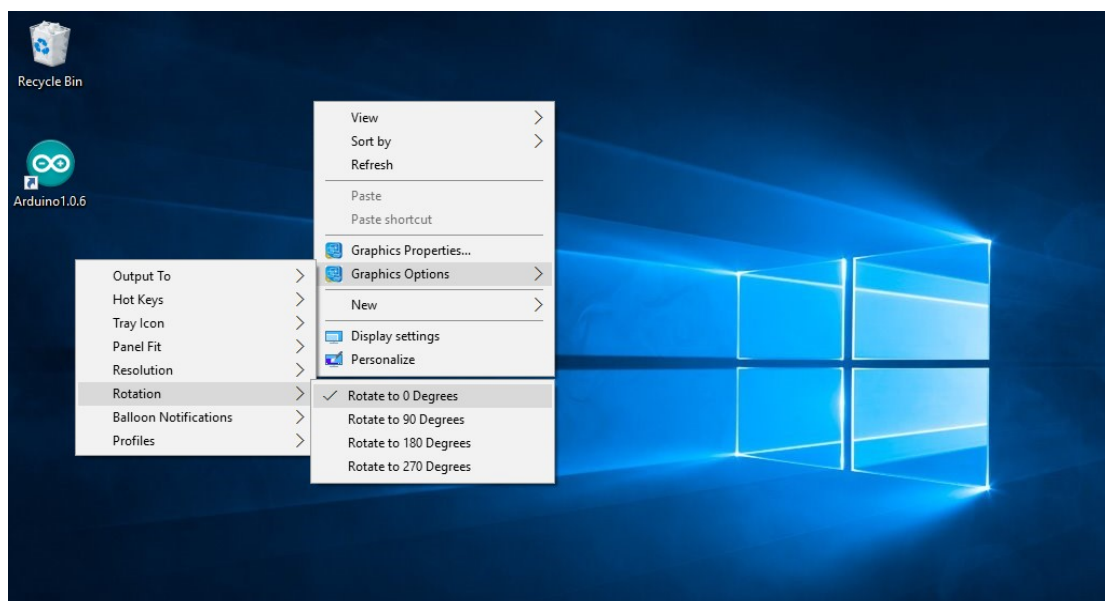 Recycle Bin
Arduino1.0.6
View
Sort by
Refresh
Paste
Paste shortcut
Graphics Properties...
Graphics Options
New
Display settings
Personalize
Output To
Hot Keys
Tray Icon
Panel Fit
Resolution
Rotation
Balloon Notifications
Profiles
Rotate to 0 Degrees
Rotate to 90 Degrees
Rotate to 180 Degrees
Rotate to 270 Degrees